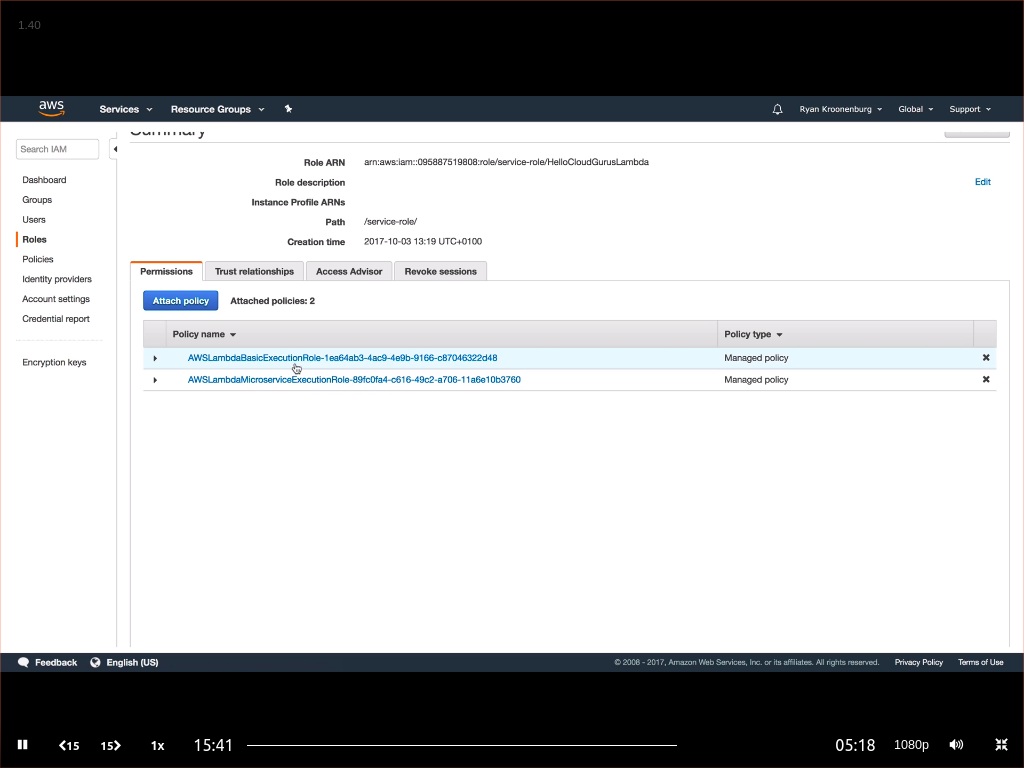 1.40
aws Services Resource Groups Ryan Kroonenburg Global Support
Summary
Search IAM
Role ARN arn:aws:iam::095887519808:role/service-role/HelloCloudGurusLambda
Role description Edit
Instance Profile ARNs
Path /service-role/
Creation time 2017-10-03 13:19 UTC+0100
Dashboard
Groups
Users
Roles
Policies
Identity providers
Account settings
Credential report
Encryption keys
Permissions Trust relationships Access Advisor Revoke sessions
Attach policy Attached policies: 2
Policy name Policy type
AWSLambdaBasicExecutionRole-1ea64ab3-4ac9-4e9b-9166-c87046322d48 Managed policy
AWSLambdaMicroserviceExecutionRole-89fc0fa4-c616-49c2-a706-11a6e10b3760 Managed policy
Feedback English (US) © 2008 - 2017, Amazon Web Services, Inc. or its affiliates. All rights reserved. Privacy Policy Terms of Use
15 15 1x 15:41 05:18 1080p